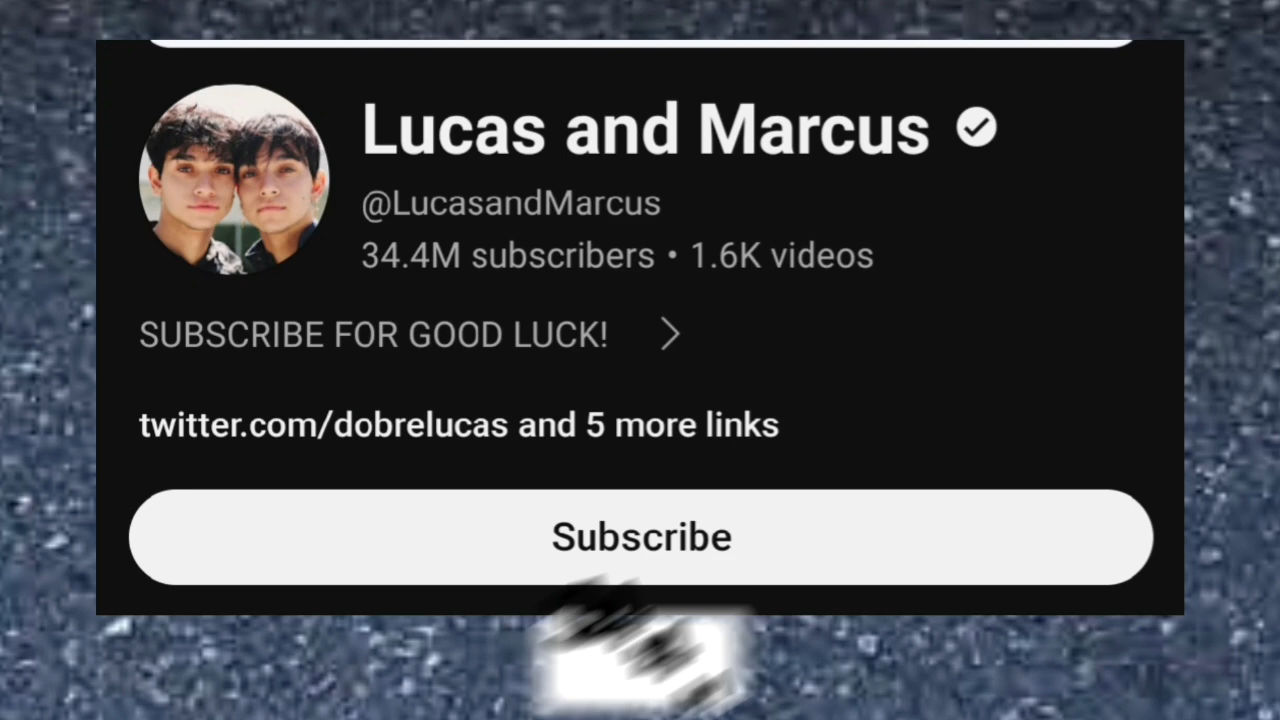 Lucas and Marcus
@LucasandMarcus
34.4M subscribers • 1.6K videos
SUBSCRIBE FOR GOOD LUCK!
twitter.com/dobrelucas and 5 more links
Subscribe